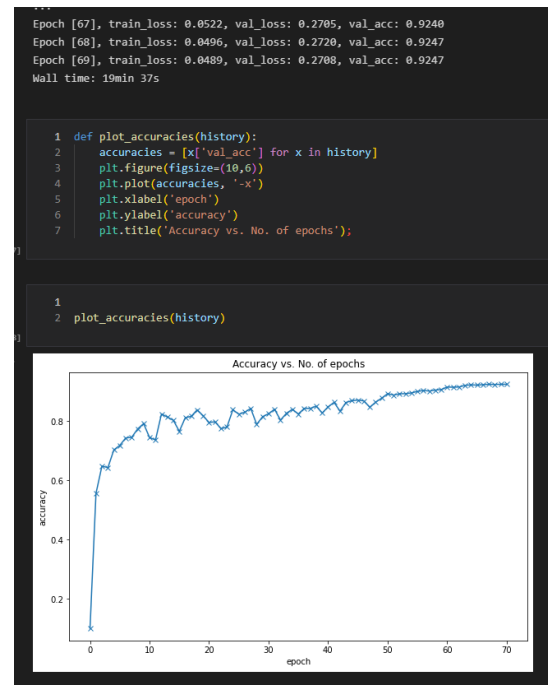 ...
Epoch [67], train_loss: 0.0522, val_loss: 0.2705, val_acc: 0.9240
Epoch [68], train_loss: 0.0496, val_loss: 0.2720, val_acc: 0.9247
Epoch [69], train_loss: 0.0489, val_loss: 0.2708, val_acc: 0.9247
Wall time: 19min 37s
1 def plot_accuracies(history):
2 accuracies = [x['val_acc'] for x in history]
3 plt.figure(figsize=(10,6))
4 plt.plot(accuracies, '-x')
5 plt.xlabel('epoch')
6 plt.ylabel('accuracy')
7 plt.title('Accuracy vs. No. of epochs');
]
1
2 plot_accuracies(history)
]
Accuracy vs. No. of epochs
accuracy
0.8
0.6
0.4
0.2
0 10 20 30 40 50 60 70
epoch